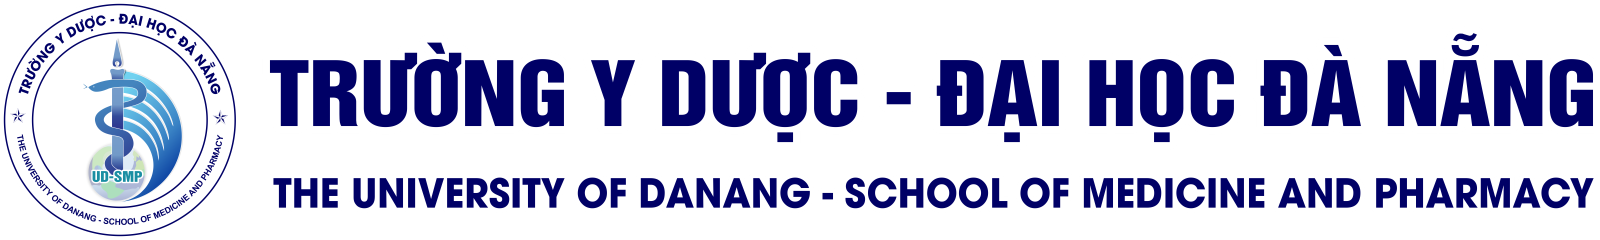 TRƯỜNG Y DƯỢC - ĐẠI HỌC ĐÀ NẴNG
UD-SMP
THE UNIVERSITY OF DANANG - SCHOOL OF MEDICINE AND PHARMACY
TRƯỜNG Y DƯỢC - ĐẠI HỌC ĐÀ NẴNG
THE UNIVERSITY OF DANANG - SCHOOL OF MEDICINE AND PHARMACY